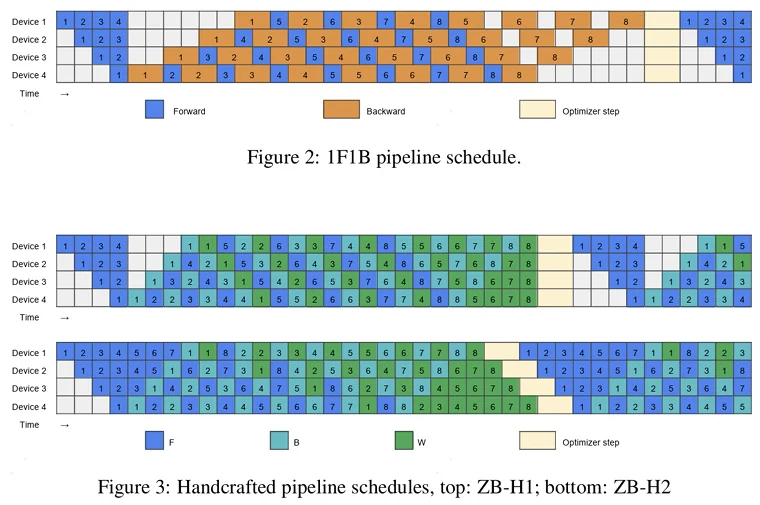 Device 1 1 2 3 4 1 5 2 6 3 7 4 8 5 6 7 8 1 2 3 4
Device 2 1 2 3 1 4 2 5 3 6 4 7 5 8 6 7 8 1 2 3
Device 3 1 2 1 3 2 4 3 5 4 6 5 7 6 8 7 8 1 2
Device 4 1 1 2 2 3 3 4 4 5 5 6 6 7 7 8 8 1
Time →
Forward Backward Optimizer step
Figure 2: 1F1B pipeline schedule.
Device 1 1 2 3 4 1 1 5 2 2 6 3 3 7 4 4 8 5 5 6 6 7 7 8 8 1 2 3 4 1 1 5
Device 2 1 2 3 1 4 2 1 5 3 2 6 4 3 7 5 4 8 6 5 7 6 8 7 8 1 2 3 1 4 2 1
Device 3 1 2 1 3 2 4 3 1 5 4 2 6 5 3 7 6 4 8 7 5 8 6 7 8 1 2 1 3 2 4 3
Device 4 1 1 2 2 3 3 4 4 1 5 5 2 6 6 3 7 7 4 8 8 5 6 7 8 1 1 2 2 3 3 4
Time →
Device 1 1 2 3 4 5 6 7 1 1 8 2 2 3 3 4 4 5 5 6 6 7 7 8 8 1 2 3 4 5 6 7 1 1 8 2 2 3
Device 2 1 2 3 4 5 1 6 2 7 3 1 8 4 2 5 3 6 4 7 5 8 6 7 8 1 2 3 4 5 1 6 2 7 3 1 8
Device 3 1 2 3 1 4 2 5 3 6 4 7 5 1 8 6 2 7 3 8 4 5 6 7 8 1 2 3 1 4 2 5 3 6 4 7
Device 4 1 1 2 2 3 3 4 4 5 5 6 6 7 7 1 8 8 2 3 4 5 6 7 8 1 1 2 2 3 3 4 4 5 5
Time →
F B W Optimizer step
Figure 3: Handcrafted pipeline schedules, top: ZB-H1; bottom: ZB-H2